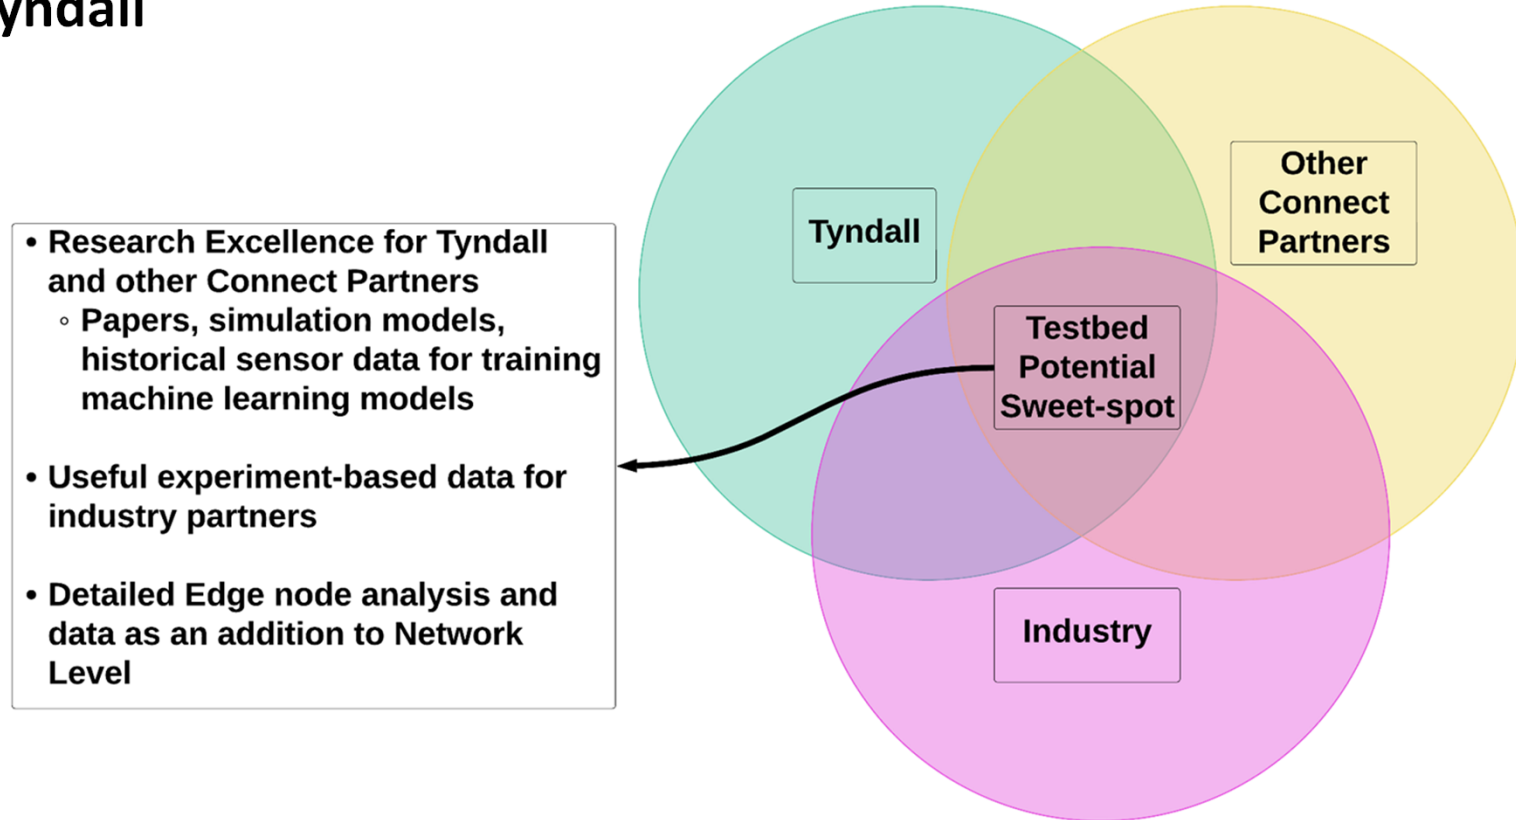 yndall
• Research Excellence for Tyndall
and other Connect Partners
◦ Papers, simulation models,
historical sensor data for training
machine learning models
• Useful experiment-based data for
industry partners
• Detailed Edge node analysis and
data as an addition to Network
Level
Tyndall
Other
Connect
Partners
Testbed
Potential
Sweet-spot
Industry